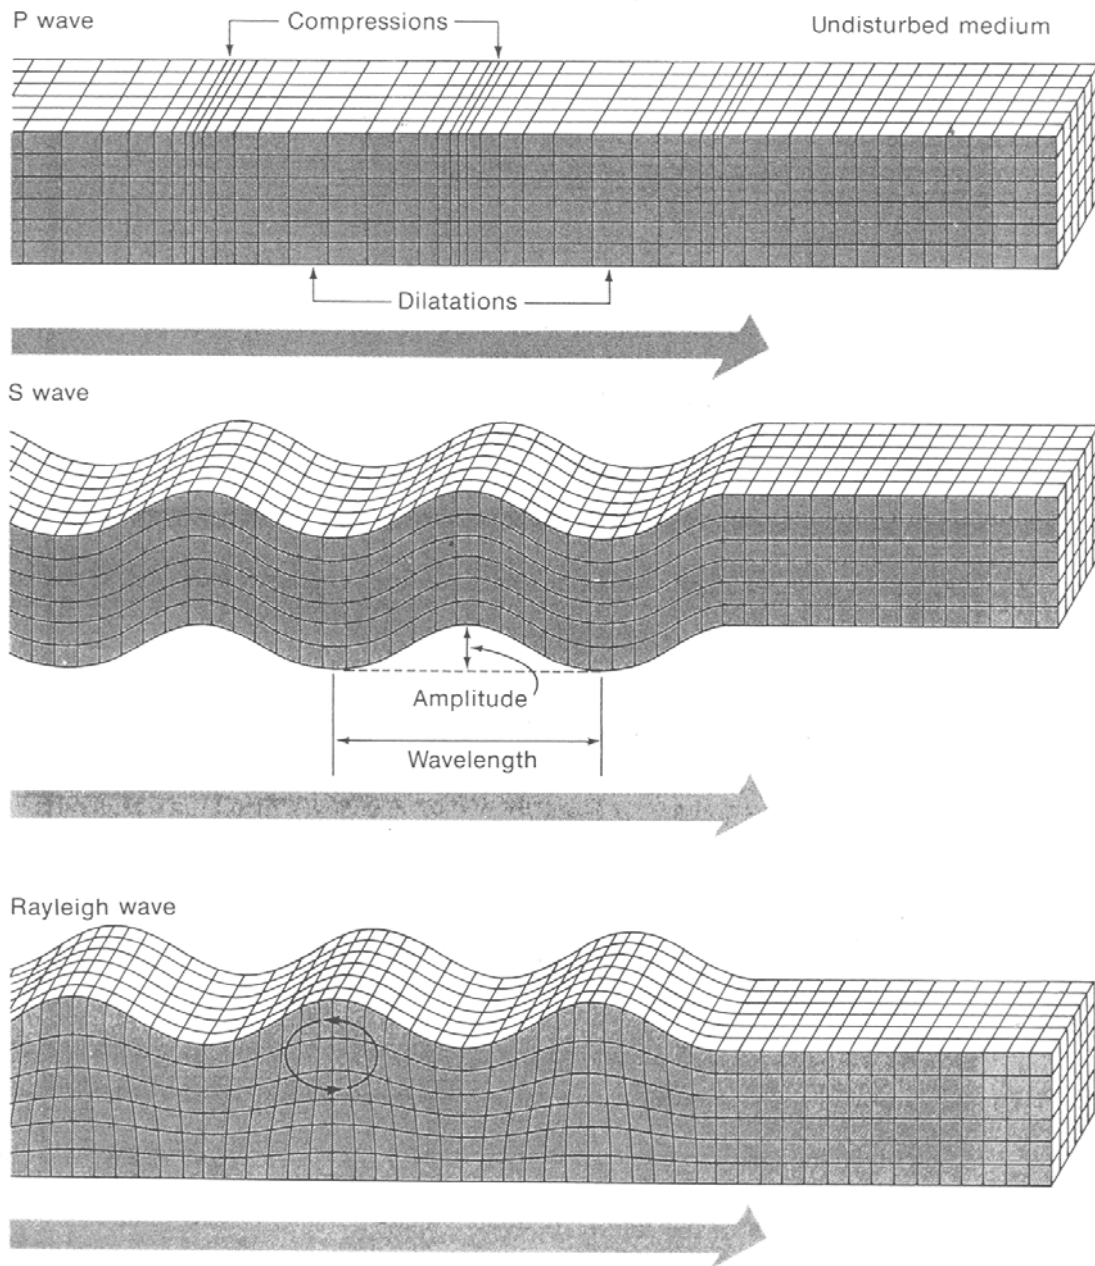 P wave
Compressions
Undisturbed medium
Dilatations
S wave
Amplitude
Wavelength
Rayleigh wave